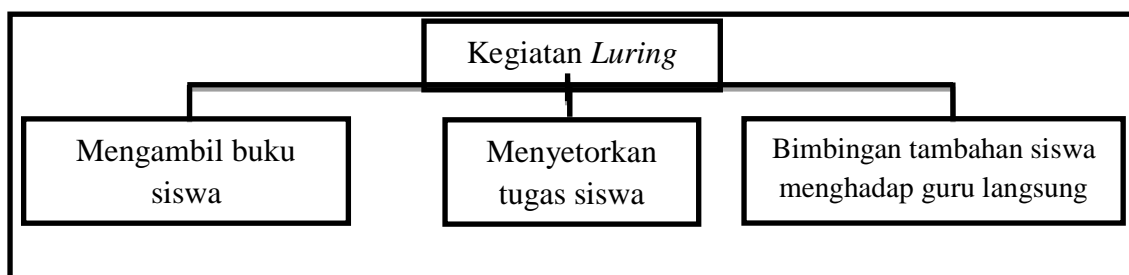 Kegiatan Luring
Mengambil buku
siswa
Menyetorkan
tugas siswa
Bimbingan tambahan siswa
menghadap guru langsung